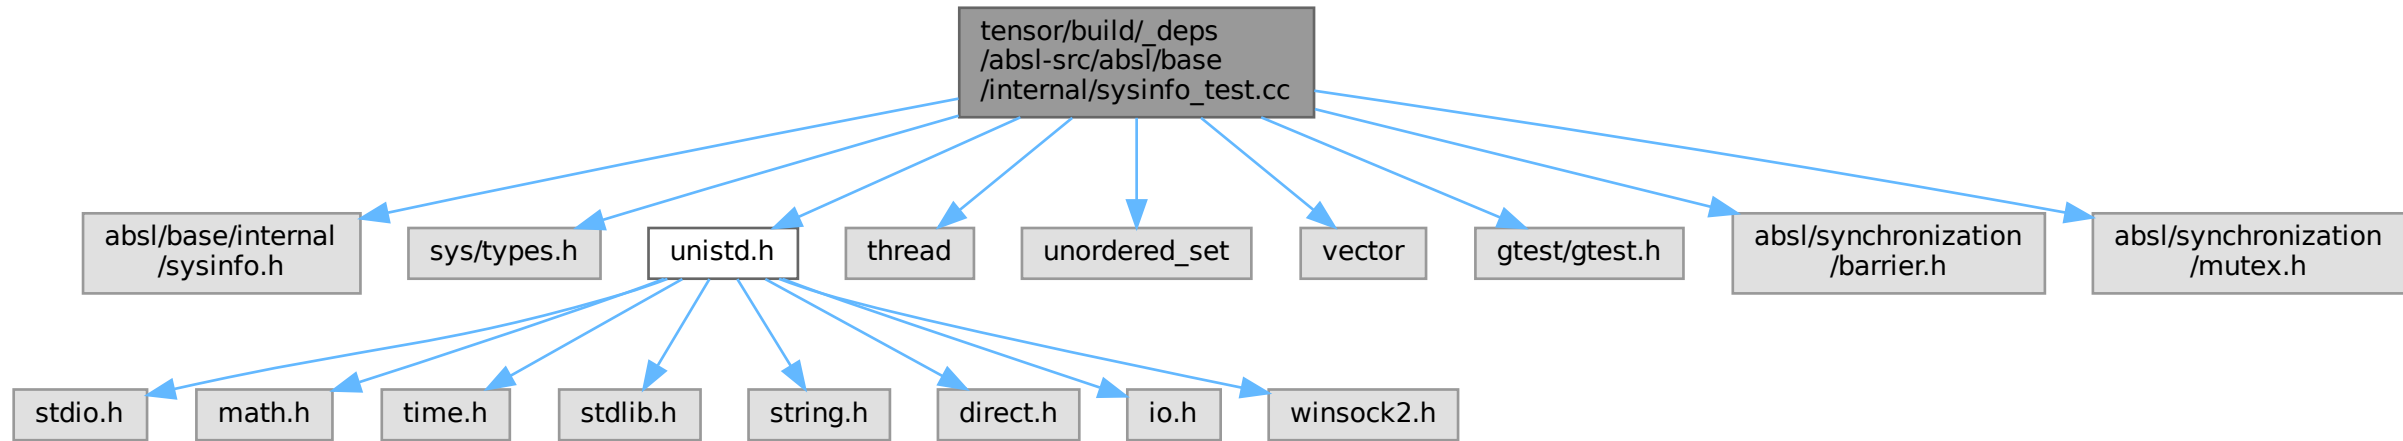 tensor/build/_deps
/absl-src/absl/base
/internal/sysinfo_test.cc
absl/base/internal
/sysinfo.h
sys/types.h
unistd.h
thread
unordered_set
vector
gtest/gtest.h
absl/synchronization
/barrier.h
absl/synchronization
/mutex.h
stdio.h
math.h
time.h
stdlib.h
string.h
direct.h
io.h
winsock2.h